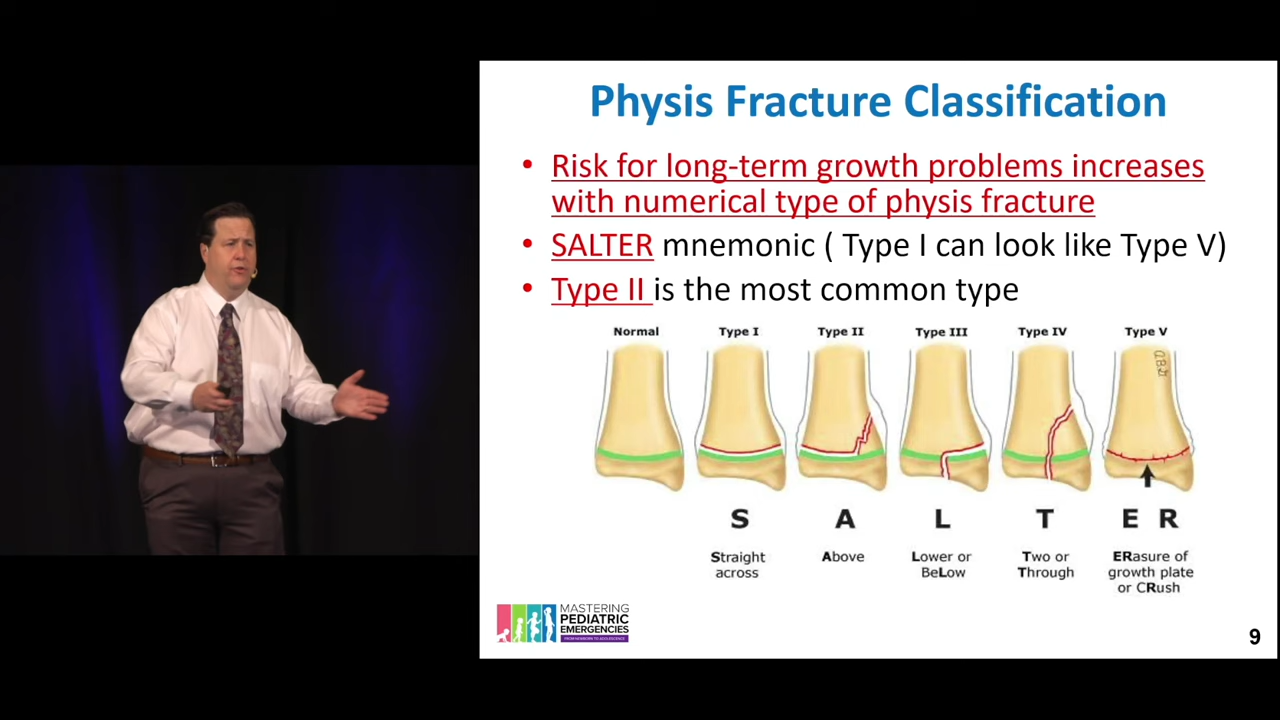 Physis Fracture Classification
• Risk for long-term growth problems increases
with numerical type of physis fracture
• SALTER mnemonic ( Type I can look like Type V)
• Type II is the most common type
Normal Type I Type II Type III Type IV Type V
S A L T E R
Straight across
Above
Lower or BeLow
Two or Through
ERasure of growth plate or CRush
MASTERING
PEDIATRIC
EMERGENCIES
FROM NEWBORN TO ADOLESCENCE
9